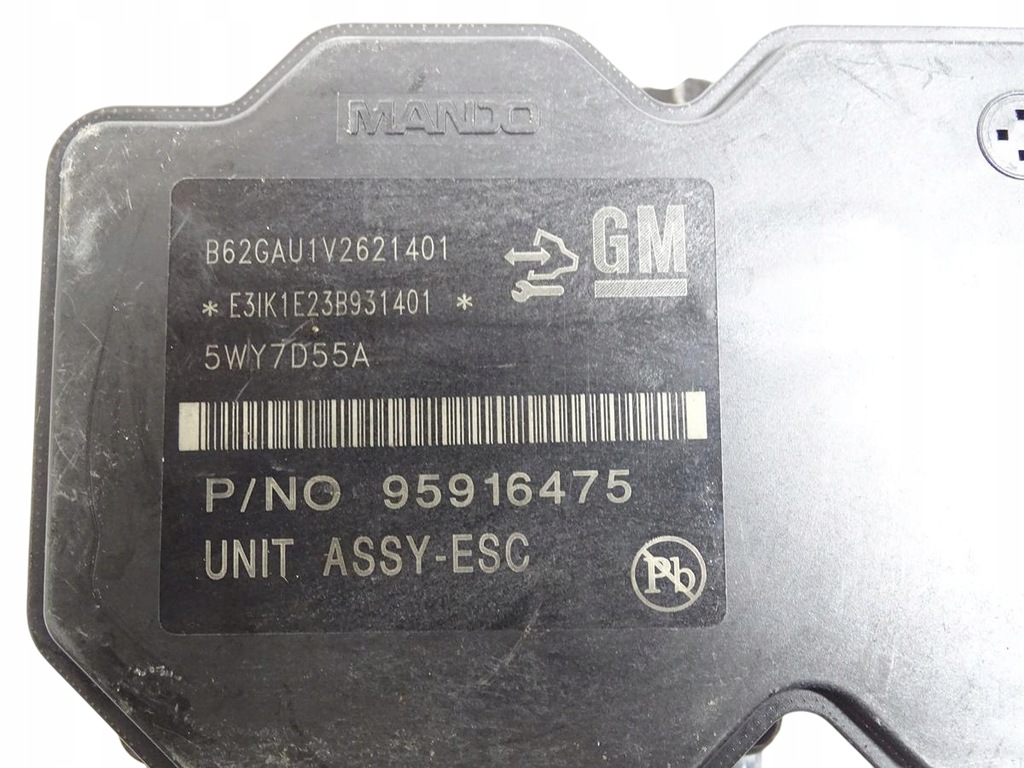 MANDO
GM
B62GAU1V2621401
* E3IK1E23B931401 *
5WY7D55A
P/NO 95916475
UNIT ASSY-ESC
Pb